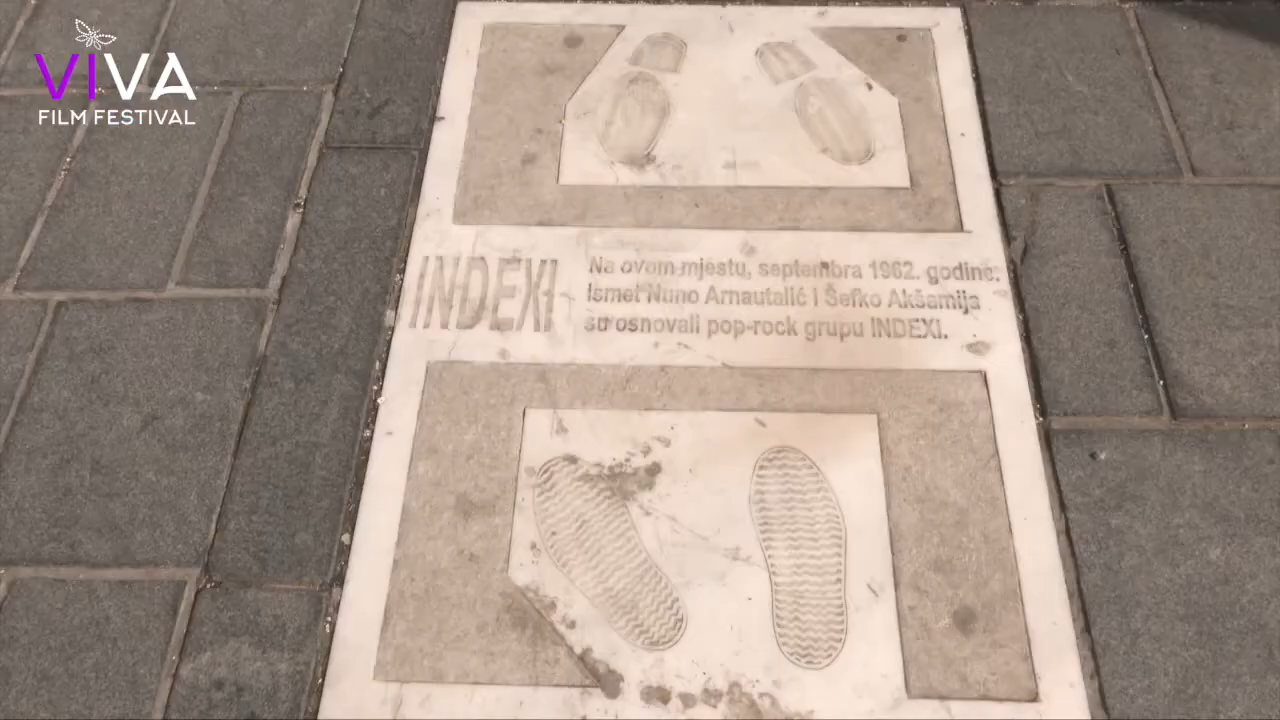 VIVA
FILM FESTIVAL
INDEXI
Na ovom mjestu, septembra 1962. godine.
Ismet Nuno Arnautalić i Šefko Akšamija
su osnovali pop-rock grupu INDEXI.